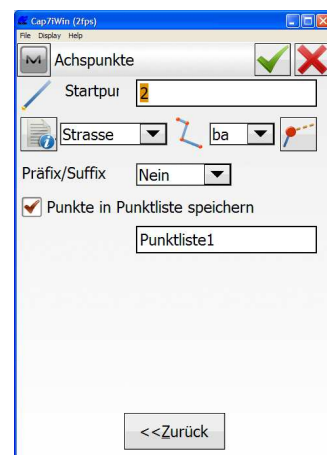 Cap7iWin (2fps)
File Display Help
M Achspunkte
Startpur 2
Strasse ba
Präfix/Suffix Nein
Punkte in Punktliste speichern
Punktliste1
<<Zurück